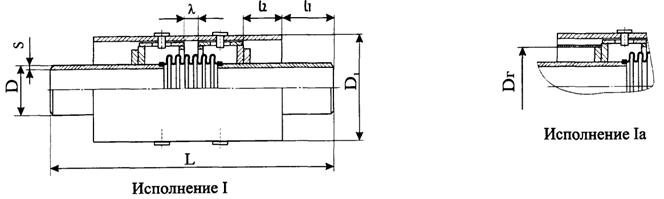 λ
l2
l1
S
D
D1
L
Исполнение I
Dг
Исполнение Iа